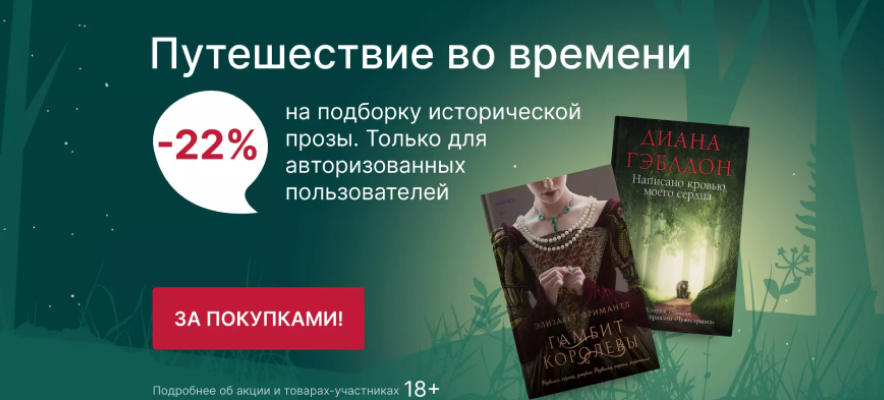 Путешествие во времени
-22%
на подборку исторической
прозы. Только для
авторизованных
пользователей
ДИАНА
ГЭБЛДОН
Написано кровью
моего сердца
ЭЛИЗАБЕТ ФРИМАНТЛ
ГАМБИТ
КОРОЛЕВЫ
ЗА ПОКУПКАМИ!
Подробнее об акции и товарах-участниках 18+